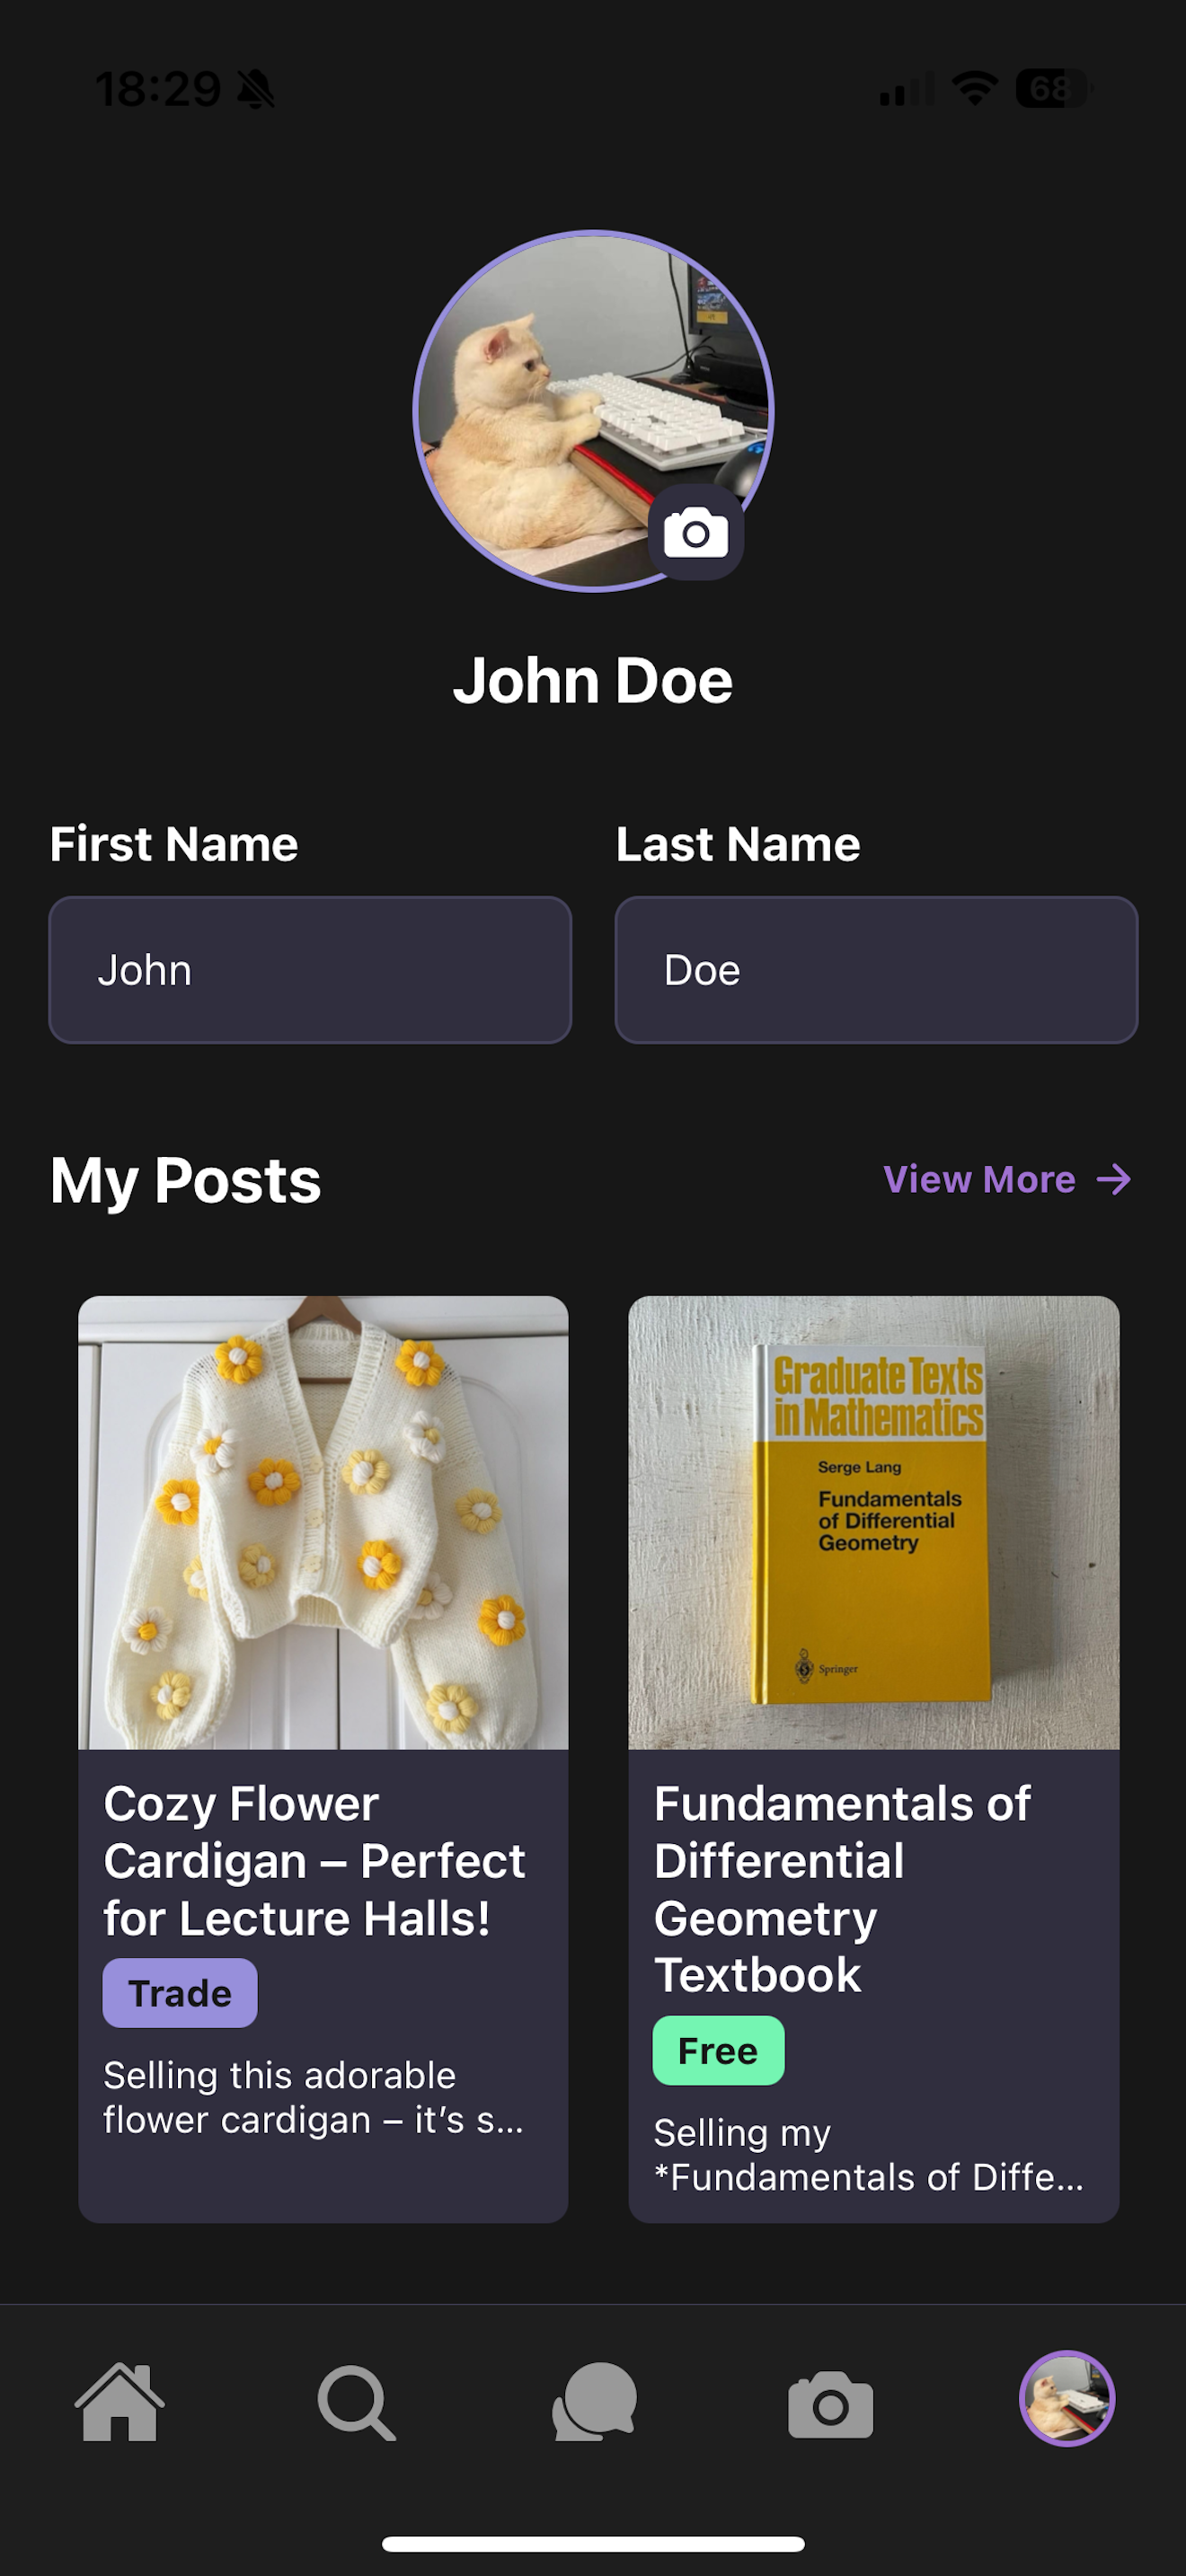 18:29
68
John Doe
First Name
Last Name
John
Doe
My Posts
View More
Graduate Texts
in Mathematics
Serge Lang
Fundamentals
of Differential
Geometry
Springer
Cozy Flower
Cardigan – Perfect
for Lecture Halls!
Trade
Selling this adorable
flower cardigan – it’s s...
Fundamentals of
Differential
Geometry
Textbook
Free
Selling my
*Fundamentals of Diffe...